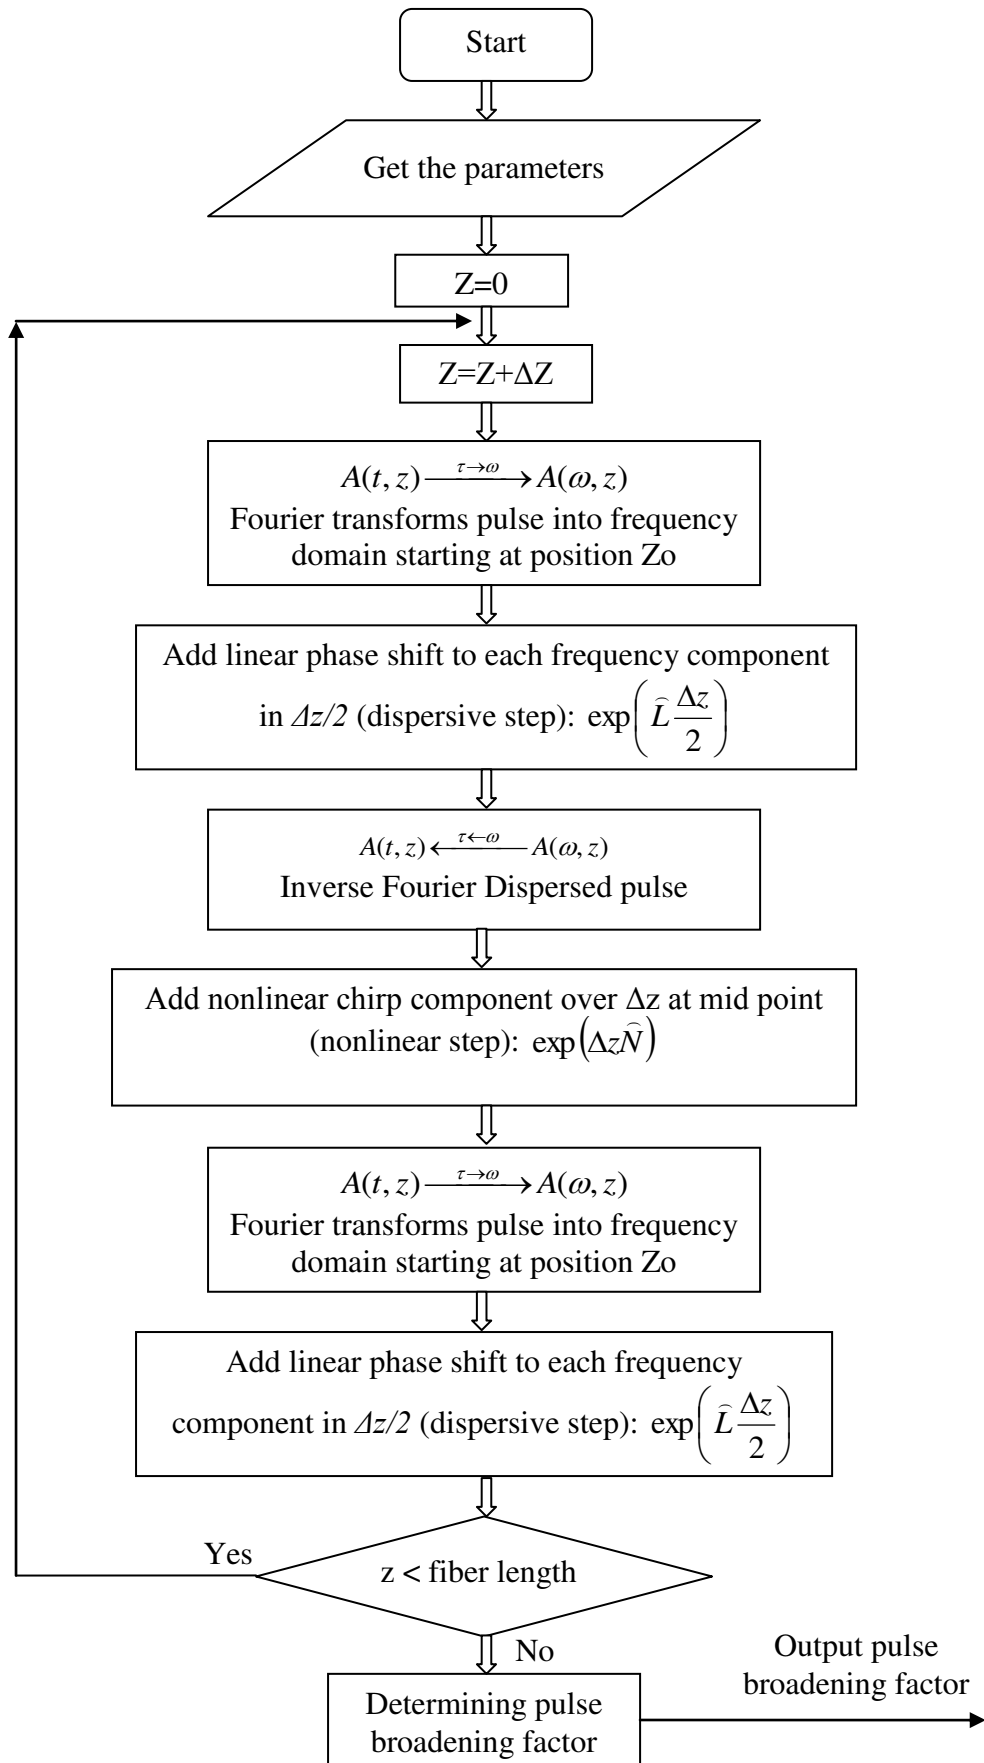 Start
Get the parameters
Z=0
Z=Z+ΔZ
A(t, z) —τ→ω→ A(ω, z)
Fourier transforms pulse into frequency
domain starting at position Zo
Add linear phase shift to each frequency component
in Δz/2 (dispersive step): exp(L̂ Δz/2)
A(t, z) ←τ←ω— A(ω, z)
Inverse Fourier Dispersed pulse
Add nonlinear chirp component over Δz at mid point
(nonlinear step): exp(ΔzN̂)
A(t, z) —τ→ω→ A(ω, z)
Fourier transforms pulse into frequency
domain starting at position Zo
Add linear phase shift to each frequency
component in Δz/2 (dispersive step): exp(L̂ Δz/2)
Yes
z < fiber length
No
Determining pulse
broadening factor
Output pulse
broadening factor